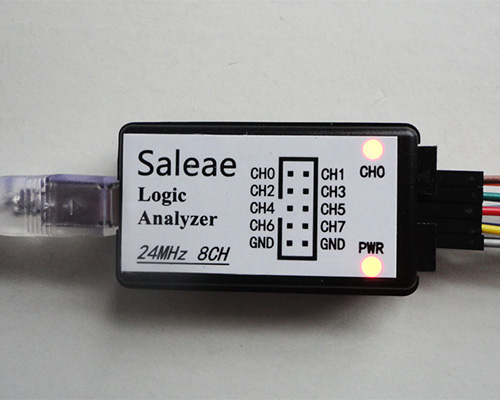 Saleae
Logic
Analyzer
24MHz 8CH
CH0 CH1
CH2 CH3
CH4 CH5
CH6 CH7
GND GND
CH0
PWR